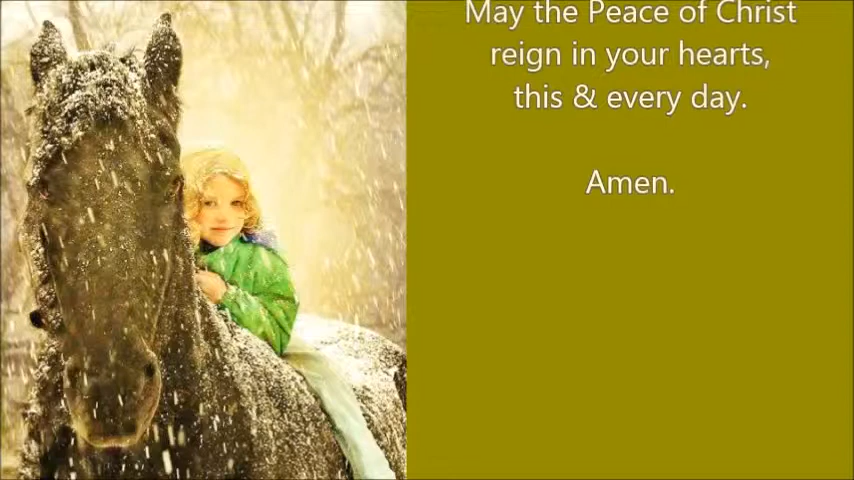 May the Peace of Christ
reign in your hearts,
this & every day.
Amen.